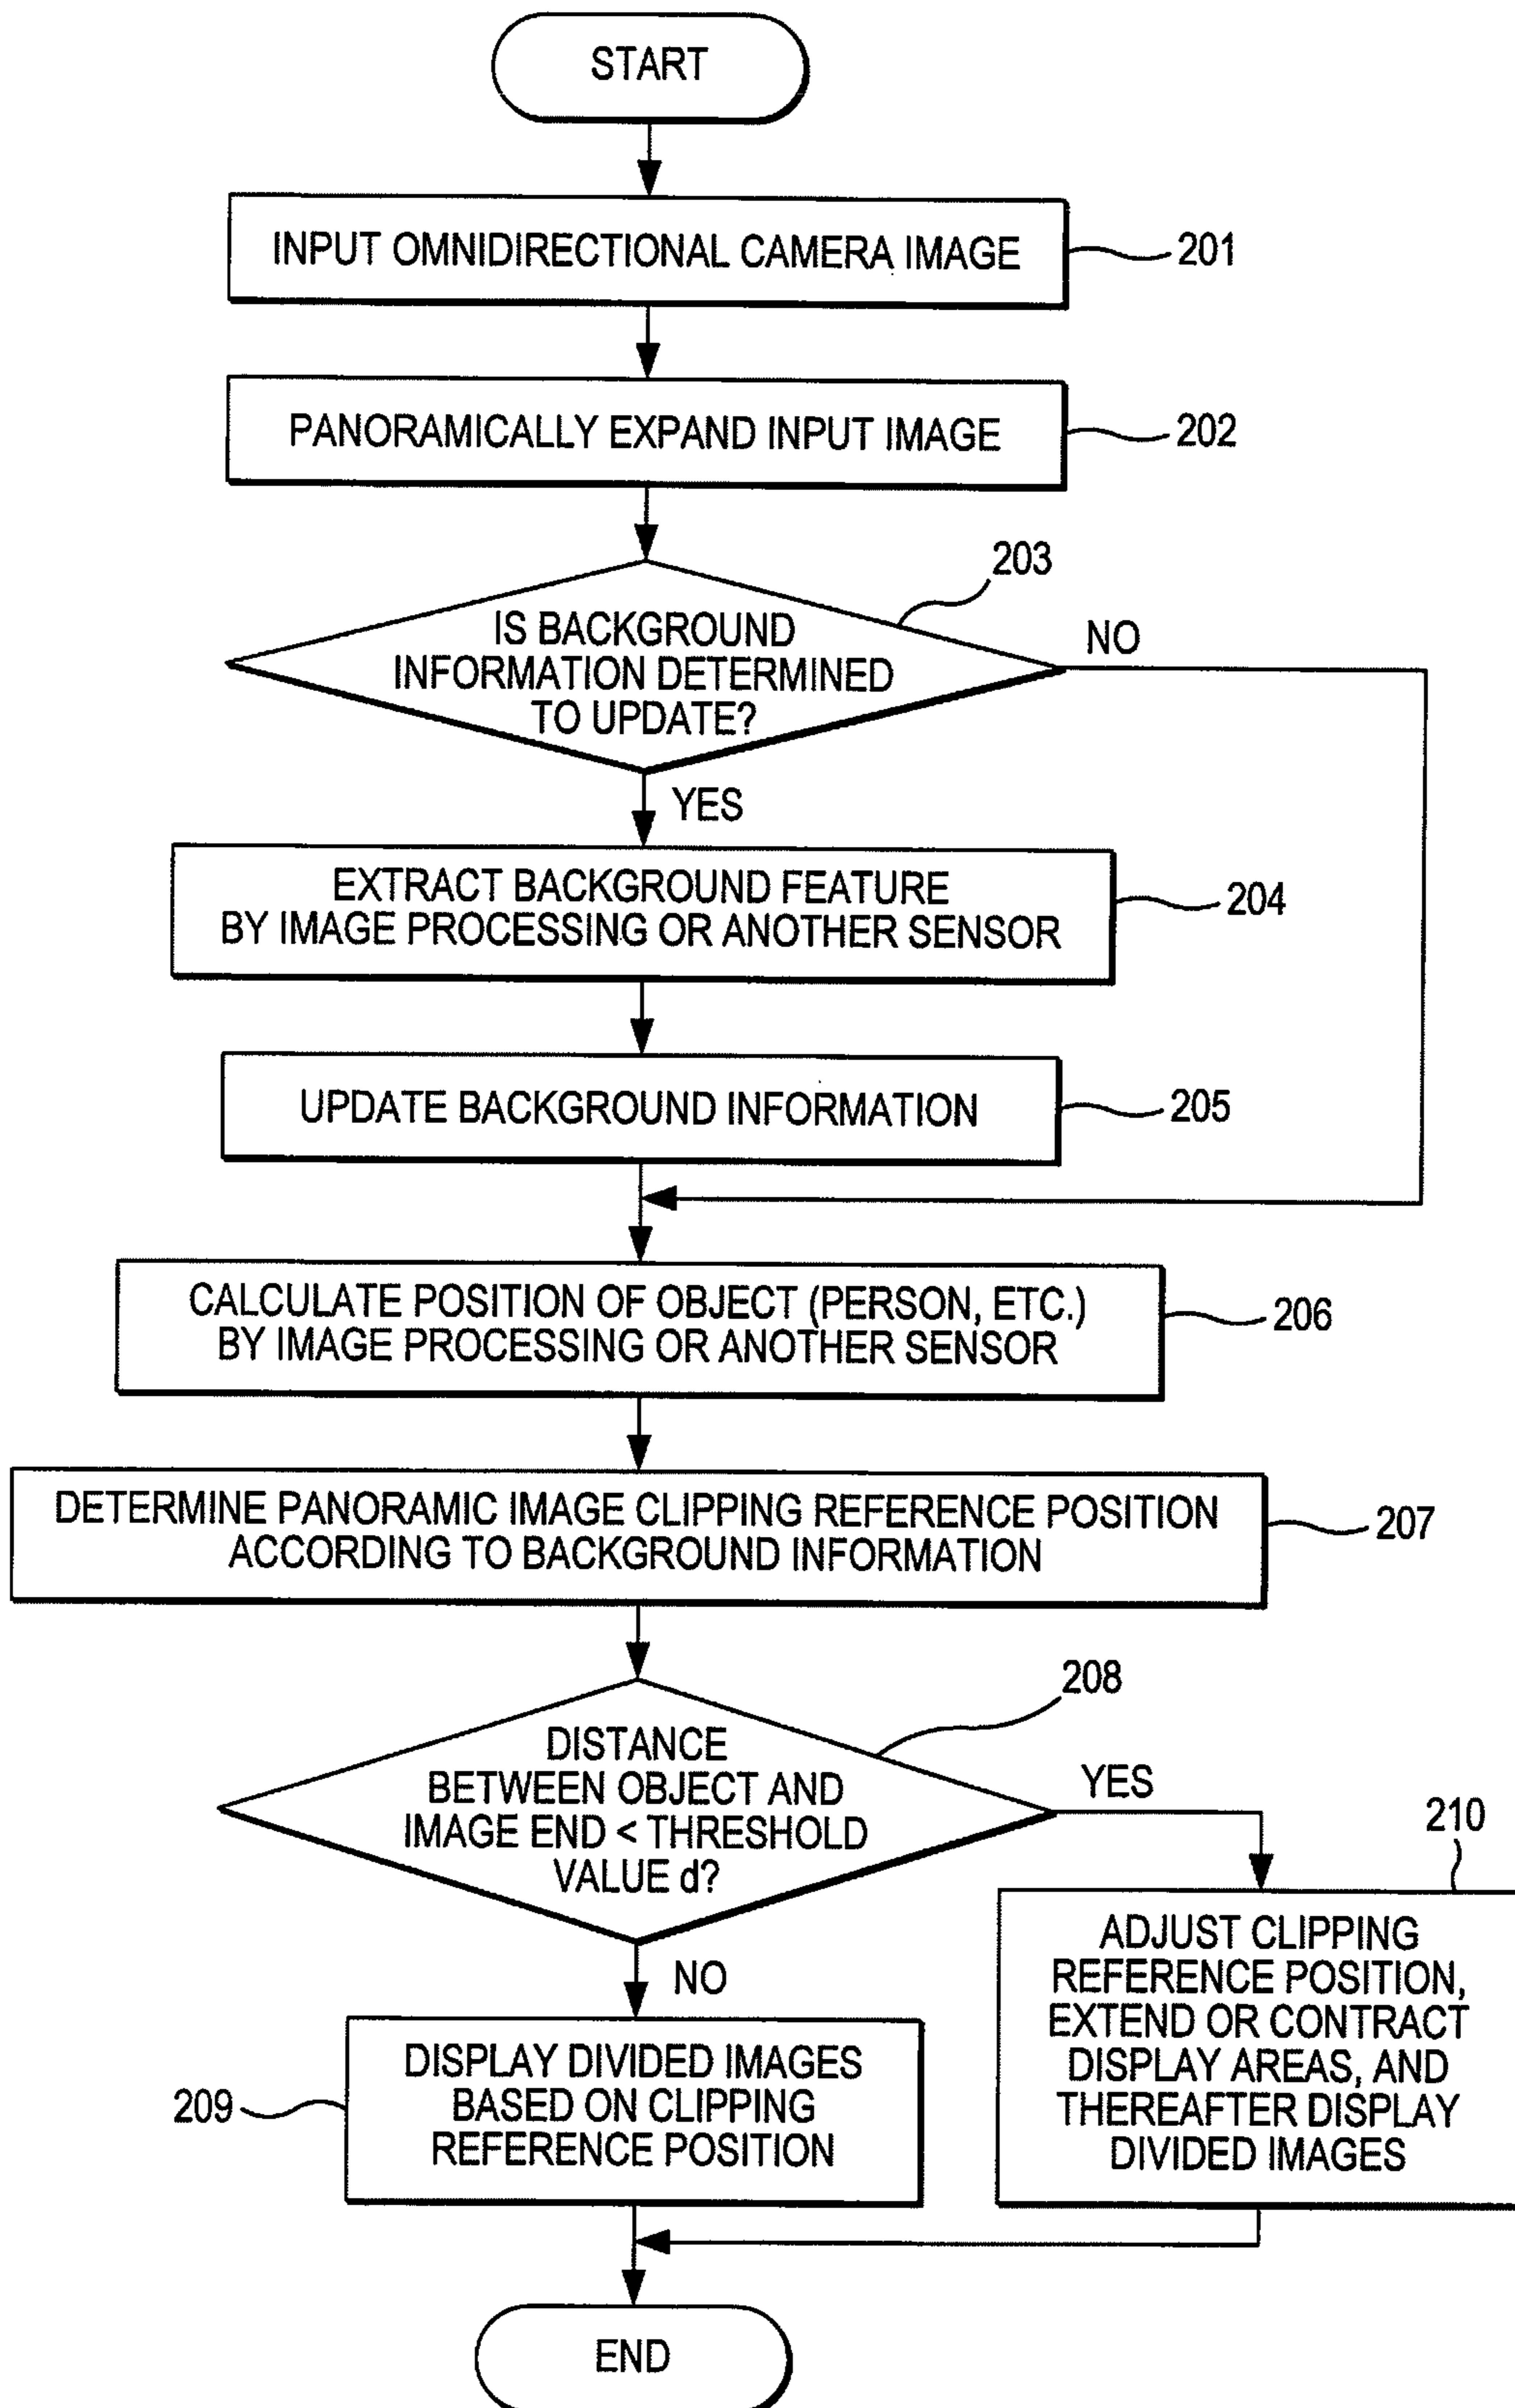 START
INPUT OMNIDIRECTIONAL CAMERA IMAGE
201
PANORAMICALLY EXPAND INPUT IMAGE
202
203
IS BACKGROUND
INFORMATION DETERMINED
TO UPDATE?
NO
YES
EXTRACT BACKGROUND FEATURE
BY IMAGE PROCESSING OR ANOTHER SENSOR
204
UPDATE BACKGROUND INFORMATION
205
CALCULATE POSITION OF OBJECT (PERSON, ETC.)
BY IMAGE PROCESSING OR ANOTHER SENSOR
206
DETERMINE PANORAMIC IMAGE CLIPPING REFERENCE POSITION
ACCORDING TO BACKGROUND INFORMATION
207
208
DISTANCE
BETWEEN OBJECT AND
IMAGE END < THRESHOLD
VALUE d?
YES
210
NO
ADJUST CLIPPING
REFERENCE POSITION,
EXTEND OR CONTRACT
DISPLAY AREAS, AND
THEREAFTER DISPLAY
DIVIDED IMAGES
DISPLAY DIVIDED IMAGES
BASED ON CLIPPING
REFERENCE POSITION
209
END